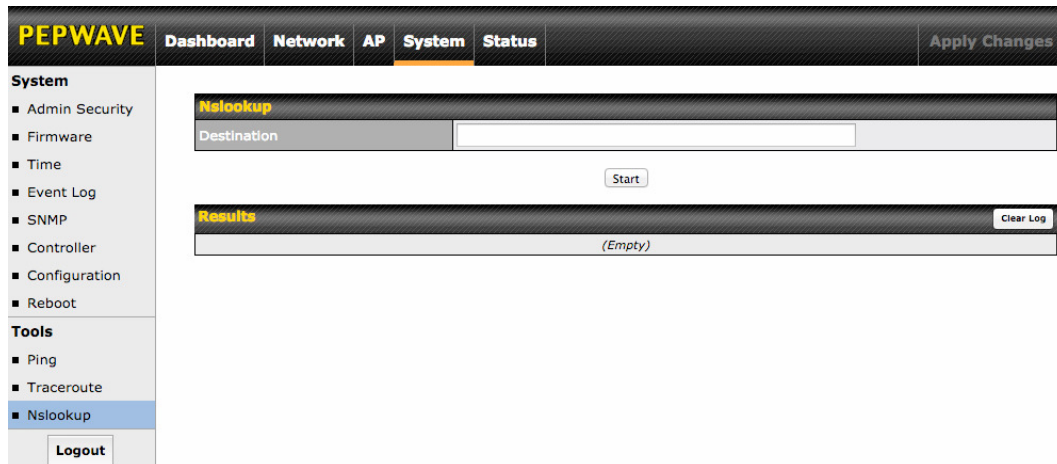 PEPWAVE
Dashboard Network AP System Status Apply Changes
System
Admin Security
Firmware
Time
Event Log
SNMP
Controller
Configuration
Reboot
Tools
Ping
Traceroute
Nslookup
Logout
Nslookup
Destination
Start
Results Clear Log
(Empty)